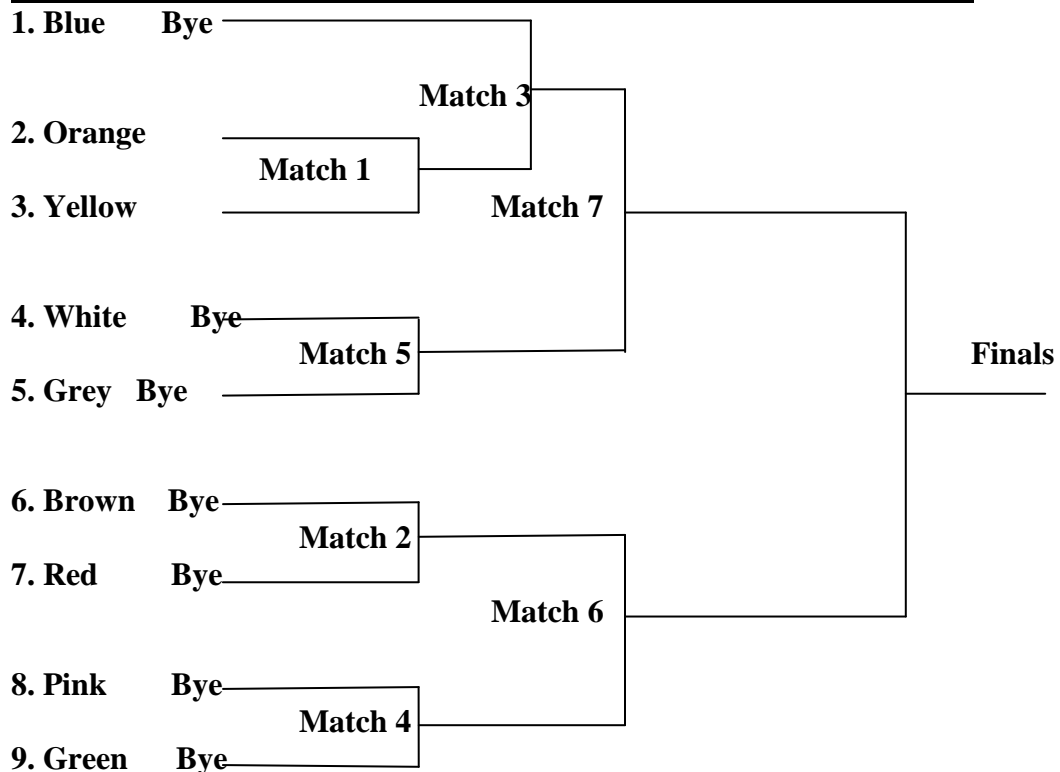 1. Blue Bye
Match 3
2. Orange
Match 1
3. Yellow
Match 7
4. White Bye
Match 5
Finals
5. Grey Bye
6. Brown Bye
Match 2
7. Red Bye
Match 6
8. Pink Bye
Match 4
9. Green Bye